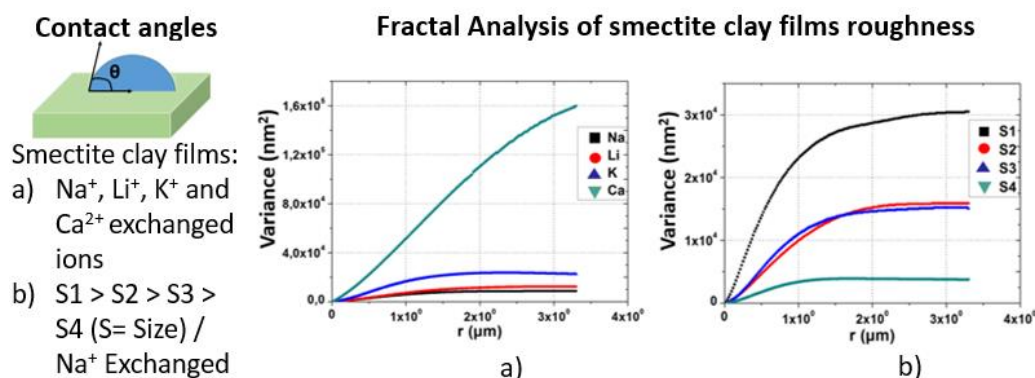 Contact angles
θ
Smectite clay films:
a) Na⁺, Li⁺, K⁺ and
Ca²⁺ exchanged
ions
b) S1 > S2 > S3 >
S4 (S= Size) /
Na⁺ Exchanged
Fractal Analysis of smectite clay films roughness
Variance (nm²)
1,6x10⁵
1,2x10⁵
8,0x10⁴
4,0x10⁴
0,0
0
1x10⁰
2x10⁰
3x10⁰
4x10⁰
r (µm)
Na
Li
K
Ca
a)
Variance (nm²)
3x10⁴
2x10⁴
1x10⁴
0
0
1x10⁰
2x10⁰
3x10⁰
4x10⁰
r (µm)
S1
S2
S3
S4
b)